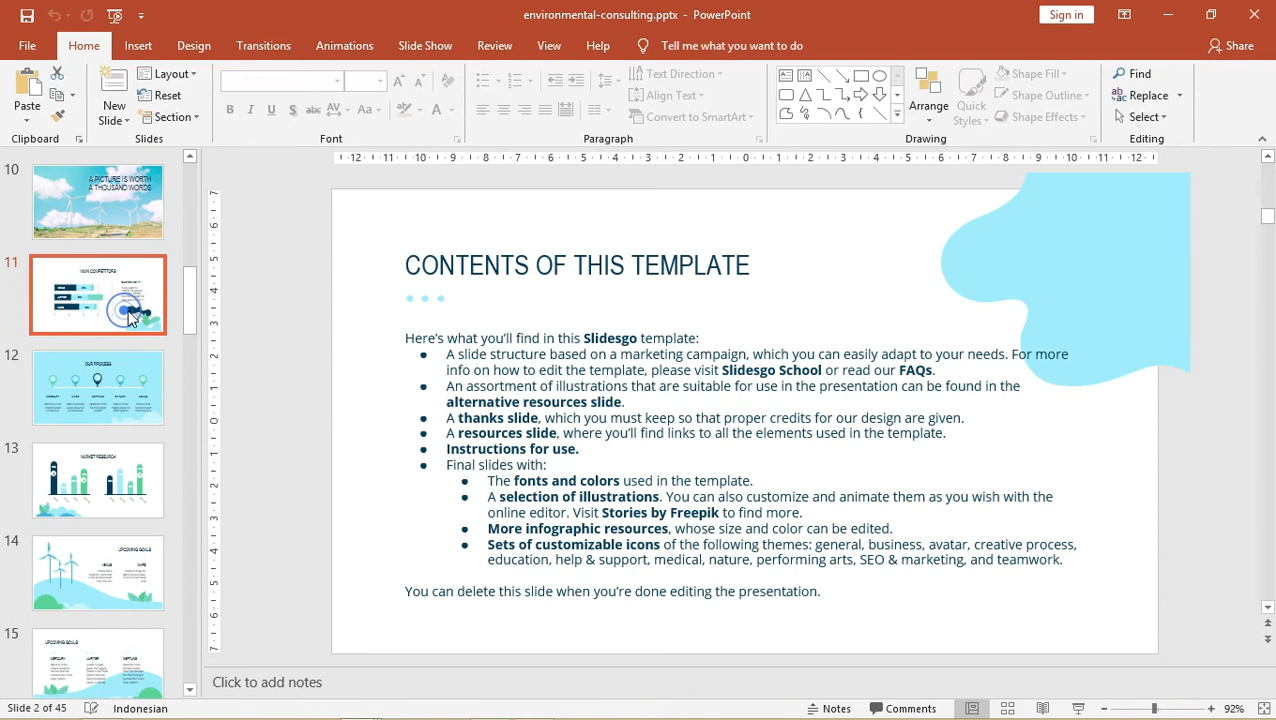 environmental-consulting.pptx - PowerPoint
Sign in
File Home Insert Design Transitions Animations Slide Show Review View Help Tell me what you want to do Share
Paste
New Slide
Layout
Reset
Section
Text Direction
Align Text
Convert to SmartArt
Arrange
Quick Styles
Shape Fill
Shape Outline
Shape Effects
Find
Replace
Select
Clipboard Slides Font Paragraph Drawing Editing
10
A PICTURE IS WORTH
A THOUSAND WORDS
11
MAIN COMPETITORS
12
OUR PROCESS
13
MARKET RESEARCH
14
UPCOMING GOALS
15
UPCOMING GOALS
MERCURY JUPITER NEPTUNE
CONTENTS OF THIS TEMPLATE
Here's what you'll find in this Slidesgo template:
● A slide structure based on a marketing campaign, which you can easily adapt to your needs. For more
info on how to edit the template, please visit Slidesgo School or read our FAQs.
● An assortment of illustrations that are suitable for use in the presentation can be found in the
alternative resources slide.
● A thanks slide, which you must keep so that proper credits for our design are given.
● A resources slide, where you'll find links to all the elements used in the template.
● Instructions for use.
● Final slides with:
● The fonts and colors used in the template.
● A selection of illustrations. You can also customize and animate them as you wish with the
online editor. Visit Stories by Freepik to find more.
● More infographic resources, whose size and color can be edited.
● Sets of customizable icons of the following themes: general, business, avatar, creative process,
education, help & support, medical, nature, performing arts, SEO & marketing, and teamwork.
You can delete this slide when you're done editing the presentation.
Click to add notes
Slide 2 of 45 Indonesian Notes Comments 92%